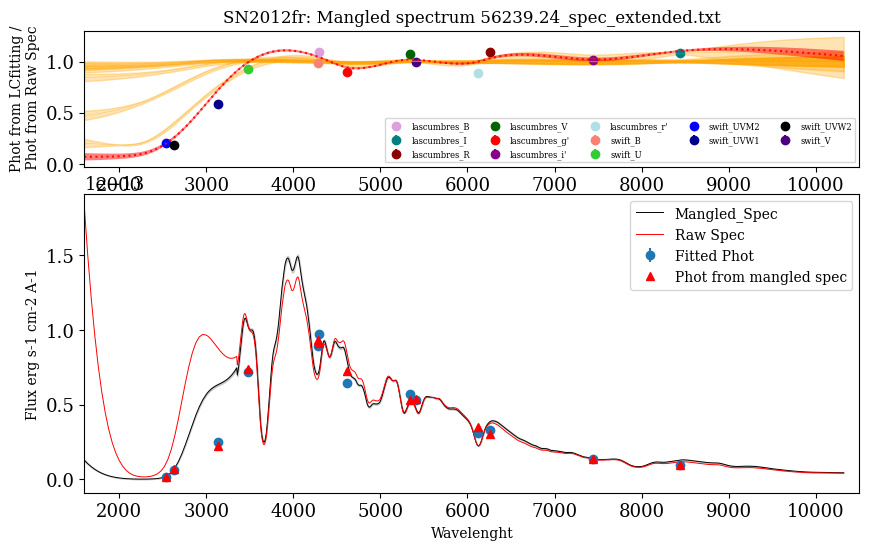 SN2012fr: Mangled spectrum 56239.24_spec_extended.txt
Phot from LCfitting /
Phot from Raw Spec
1.0
0.5
0.0
lascumbres_B
lascumbres_I
lascumbres_R
lascumbres_V
lascumbres_g'
lascumbres_i'
lascumbres_r'
swift_B
swift_U
swift_UVM2
swift_UVW1
swift_UVW2
swift_V
2000 3000 4000 5000 6000 7000 8000 9000 10000
Flux erg s-1 cm-2 A-1
1.5
1.0
0.5
0.0
Mangled_Spec
Raw Spec
Fitted Phot
Phot from mangled spec
2000 3000 4000 5000 6000 7000 8000 9000 10000
Wavelenght